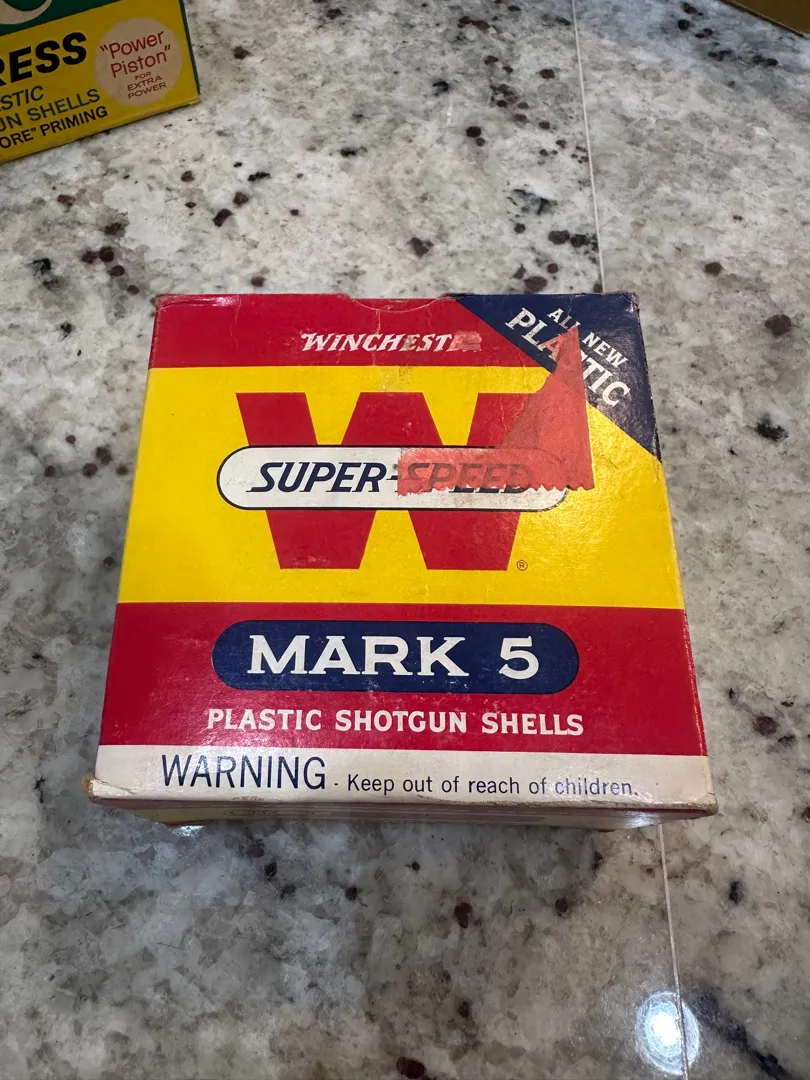 RESS
"Power
Piston"
FOR
EXTRA
POWER
STIC
UN SHELLS
ORE" PRIMING
WINCHESTER
ALL NEW
PLASTIC
W
SUPER-SPEED
®
MARK 5
PLASTIC SHOTGUN SHELLS
WARNING - Keep out of reach of children.